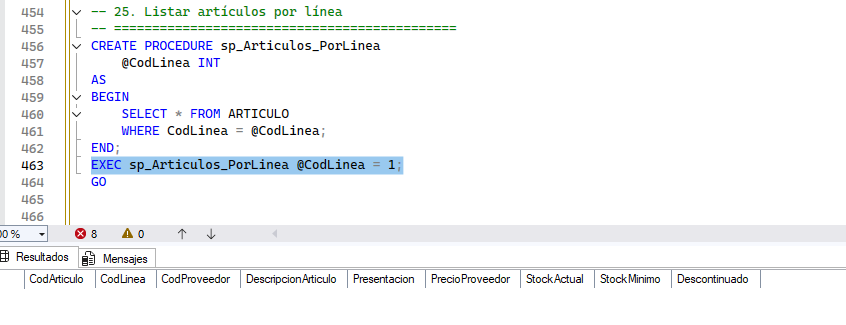 454 -- 25. Listar artículos por línea
455 -- =============================================
456 CREATE PROCEDURE sp_Articulos_PorLinea
457 @CodLinea INT
458 AS
459 BEGIN
460 SELECT * FROM ARTICULO
461 WHERE CodLinea = @CodLinea;
462 END;
463 EXEC sp_Articulos_PorLinea @CodLinea = 1;
464 GO
465
466
00 % 8 0
Resultados Mensajes
CodArticulo CodLinea CodProveedor DescripcionArticulo Presentacion PrecioProveedor StockActual StockMinimo Descontinuado